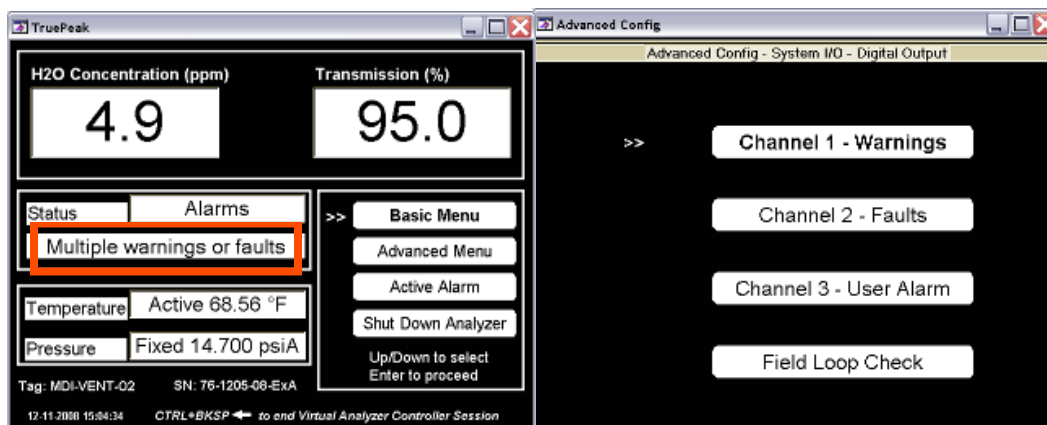 TruePeak
H2O Concentration (ppm)
Transmission (%)
4.9
95.0
Status
Alarms
Multiple warnings or faults
Temperature
Active 68.56 °F
Pressure
Fixed 14.700 psiA
>>
Basic Menu
Advanced Menu
Active Alarm
Shut Down Analyzer
Up/Down to select
Enter to proceed
Tag: MDI-VENT-02
SN: 76-1205-08-ExA
12-11-2008 15:04:34
CTRL+BKSP ← to end Virtual Analyzer Controller Session
Advanced Config
Advanced Config - System I/O - Digital Output
>>
Channel 1 - Warnings
Channel 2 - Faults
Channel 3 - User Alarm
Field Loop Check